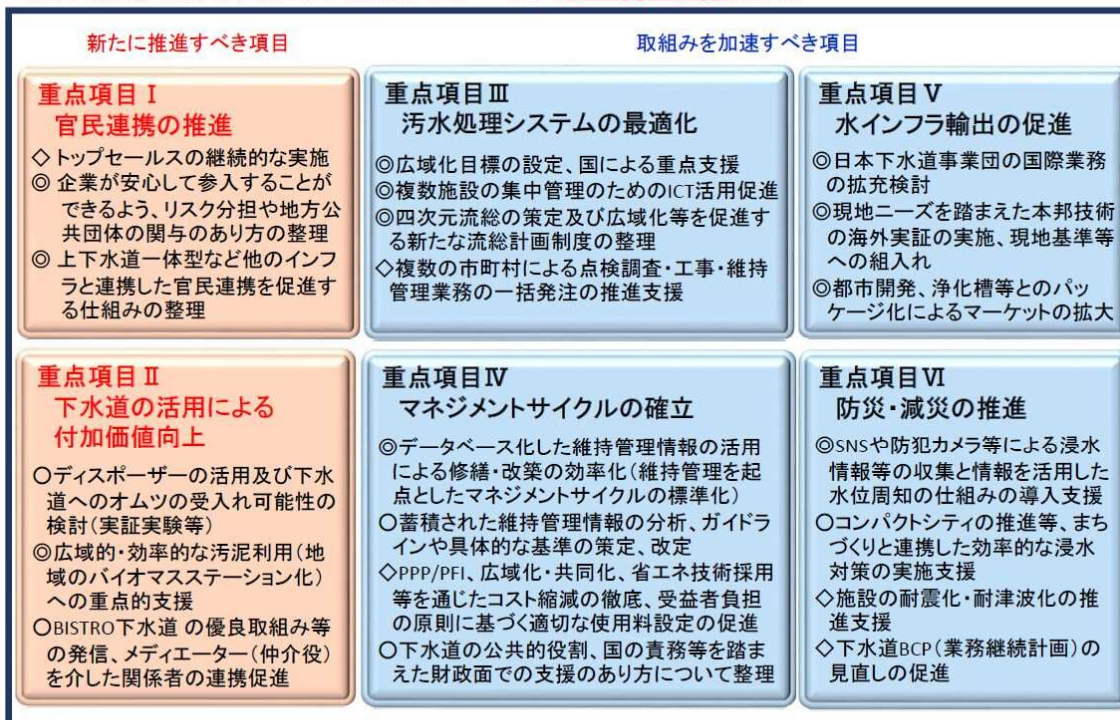 新たに推進すべき項目
取組みを加速すべき項目
重点項目Ⅰ
官民連携の推進
◇トップセールスの継続的な実施
◎企業が安心して参入することが
できるよう、リスク分担や地方公
共団体の関与のあり方の整理
◎上下水道一体型など他のインフ
ラと連携した官民連携を促進す
る仕組みの整理
重点項目Ⅲ
汚水処理システムの最適化
◎広域化目標の設定、国による重点支援
◎複数施設の集中管理のためのICT活用促進
◎四次元流総の策定及び広域化等を促進す
る新たな流総計画制度の整理
◇複数の市町村による点検調査・工事・維持
管理業務の一括発注の推進支援
重点項目Ⅴ
水インフラ輸出の促進
◎日本下水道事業団の国際業務
の拡充検討
◎現地ニーズを踏まえた本邦技術
の海外実証の実施、現地基準等
への組入れ
◎都市開発、浄化槽等とのパッ
ケージ化によるマーケットの拡大
重点項目Ⅱ
下水道の活用による
付加価値向上
○ディスポーザーの活用及び下水
道へのオムツの受入れ可能性の
検討(実証実験等)
◎広域的・効率的な汚泥利用(地
域のバイオマスステーション化)
への重点的支援
○BISTRO下水道 の優良取組み等
の発信、メディエーター(仲介役)
を介した関係者の連携促進
重点項目Ⅳ
マネジメントサイクルの確立
◎データベース化した維持管理情報の活用
による修繕・改築の効率化(維持管理を起
点としたマネジメントサイクルの標準化)
○蓄積された維持管理情報の分析、ガイドラ
インや具体的な基準の策定、改定
◇PPP/PFI、広域化・共同化、省エネ技術採用
等を通じたコスト縮減の徹底、受益者負担
の原則に基づく適切な使用料設定の促進
○下水道の公共的役割、国の責務等を踏ま
えた財政面での支援のあり方について整理
重点項目Ⅵ
防災・減災の推進
◎SNSや防犯カメラ等による浸水
情報等の収集と情報を活用した
水位周知の仕組みの導入支援
○コンパクトシティの推進等、まち
づくりと連携した効率的な浸水
対策の実施支援
◇施設の耐震化・耐津波化の推
進支援
◇下水道BCP(業務継続計画)の
見直しの促進